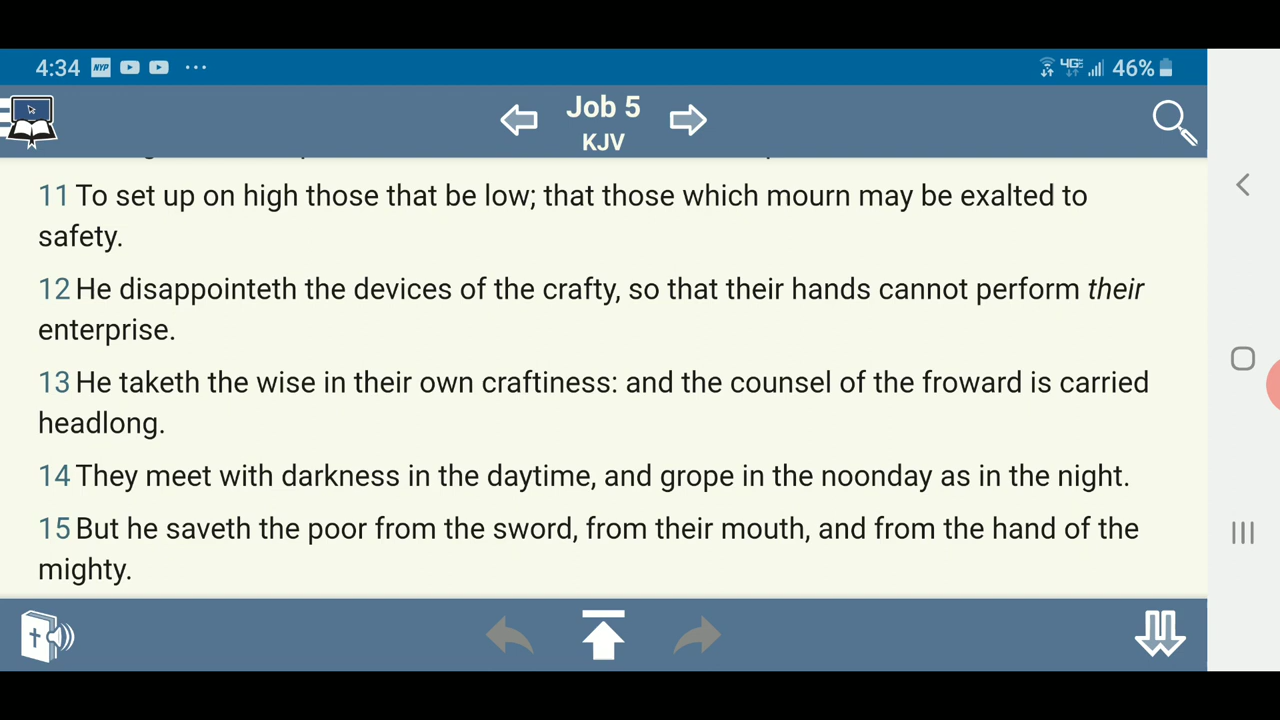 4:34 NYP ... 4GE 46%
Job 5
KJV
11 To set up on high those that be low; that those which mourn may be exalted to
safety.
12 He disappointeth the devices of the crafty, so that their hands cannot perform their
enterprise.
13 He taketh the wise in their own craftiness: and the counsel of the froward is carried
headlong.
14 They meet with darkness in the daytime, and grope in the noonday as in the night.
15 But he saveth the poor from the sword, from their mouth, and from the hand of the
mighty.